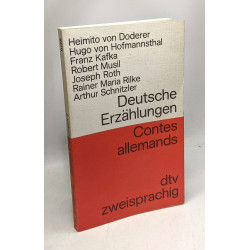 Heimito von Doderer
Hugo von Hofmannsthal
Franz Kafka
Robert Musil
Joseph Roth
Rainer Maria Rilke
Arthur Schnitzler
Deutsche
Erzählungen
Contes
allemands
dtv
zweisprachig